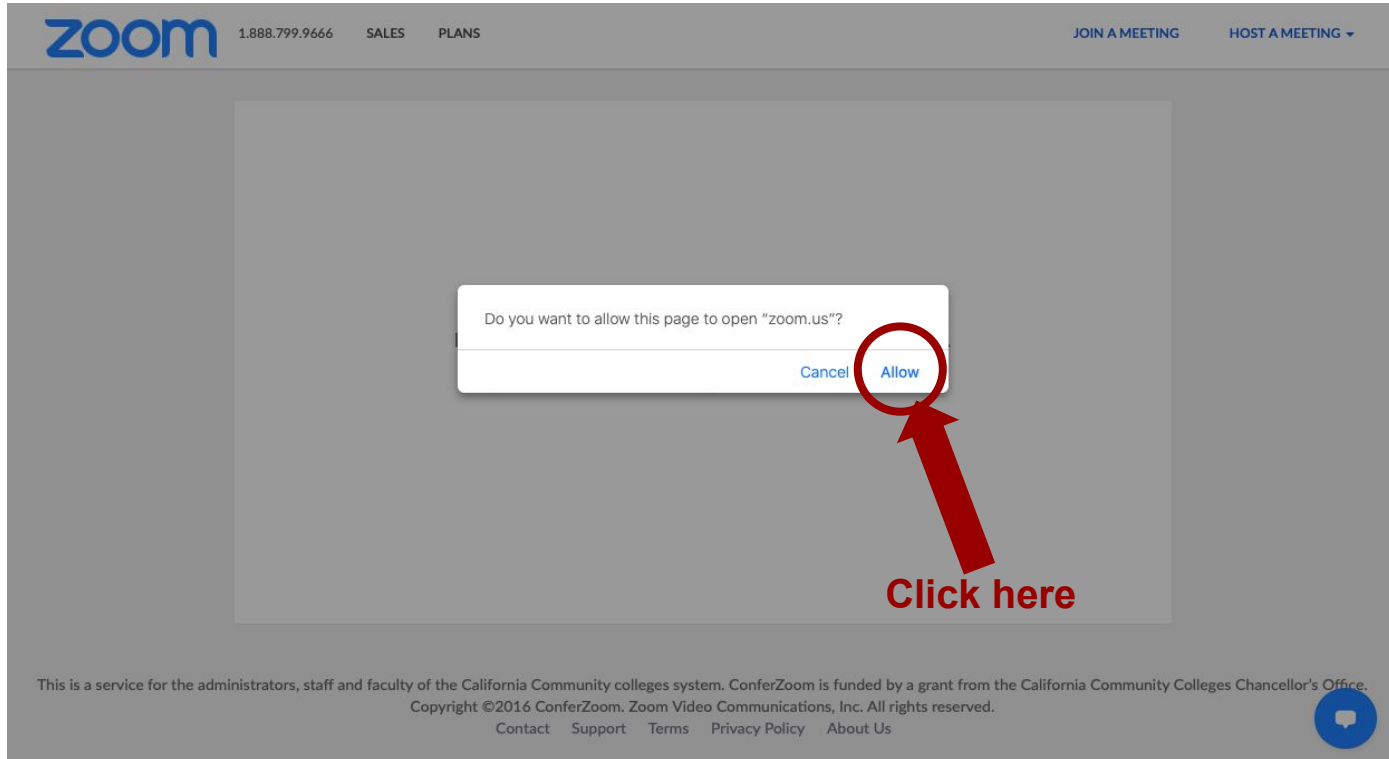 zoom 1.888.799.9666 SALES PLANS JOIN A MEETING HOST A MEETING
Do you want to allow this page to open “zoom.us”?
Cancel Allow
Click here
This is a service for the administrators, staff and faculty of the California Community colleges system. ConferZoom is funded by a grant from the California Community Colleges Chancellor's Office.
Copyright ©2016 ConferZoom. Zoom Video Communications, Inc. All rights reserved.
Contact Support Terms Privacy Policy About Us